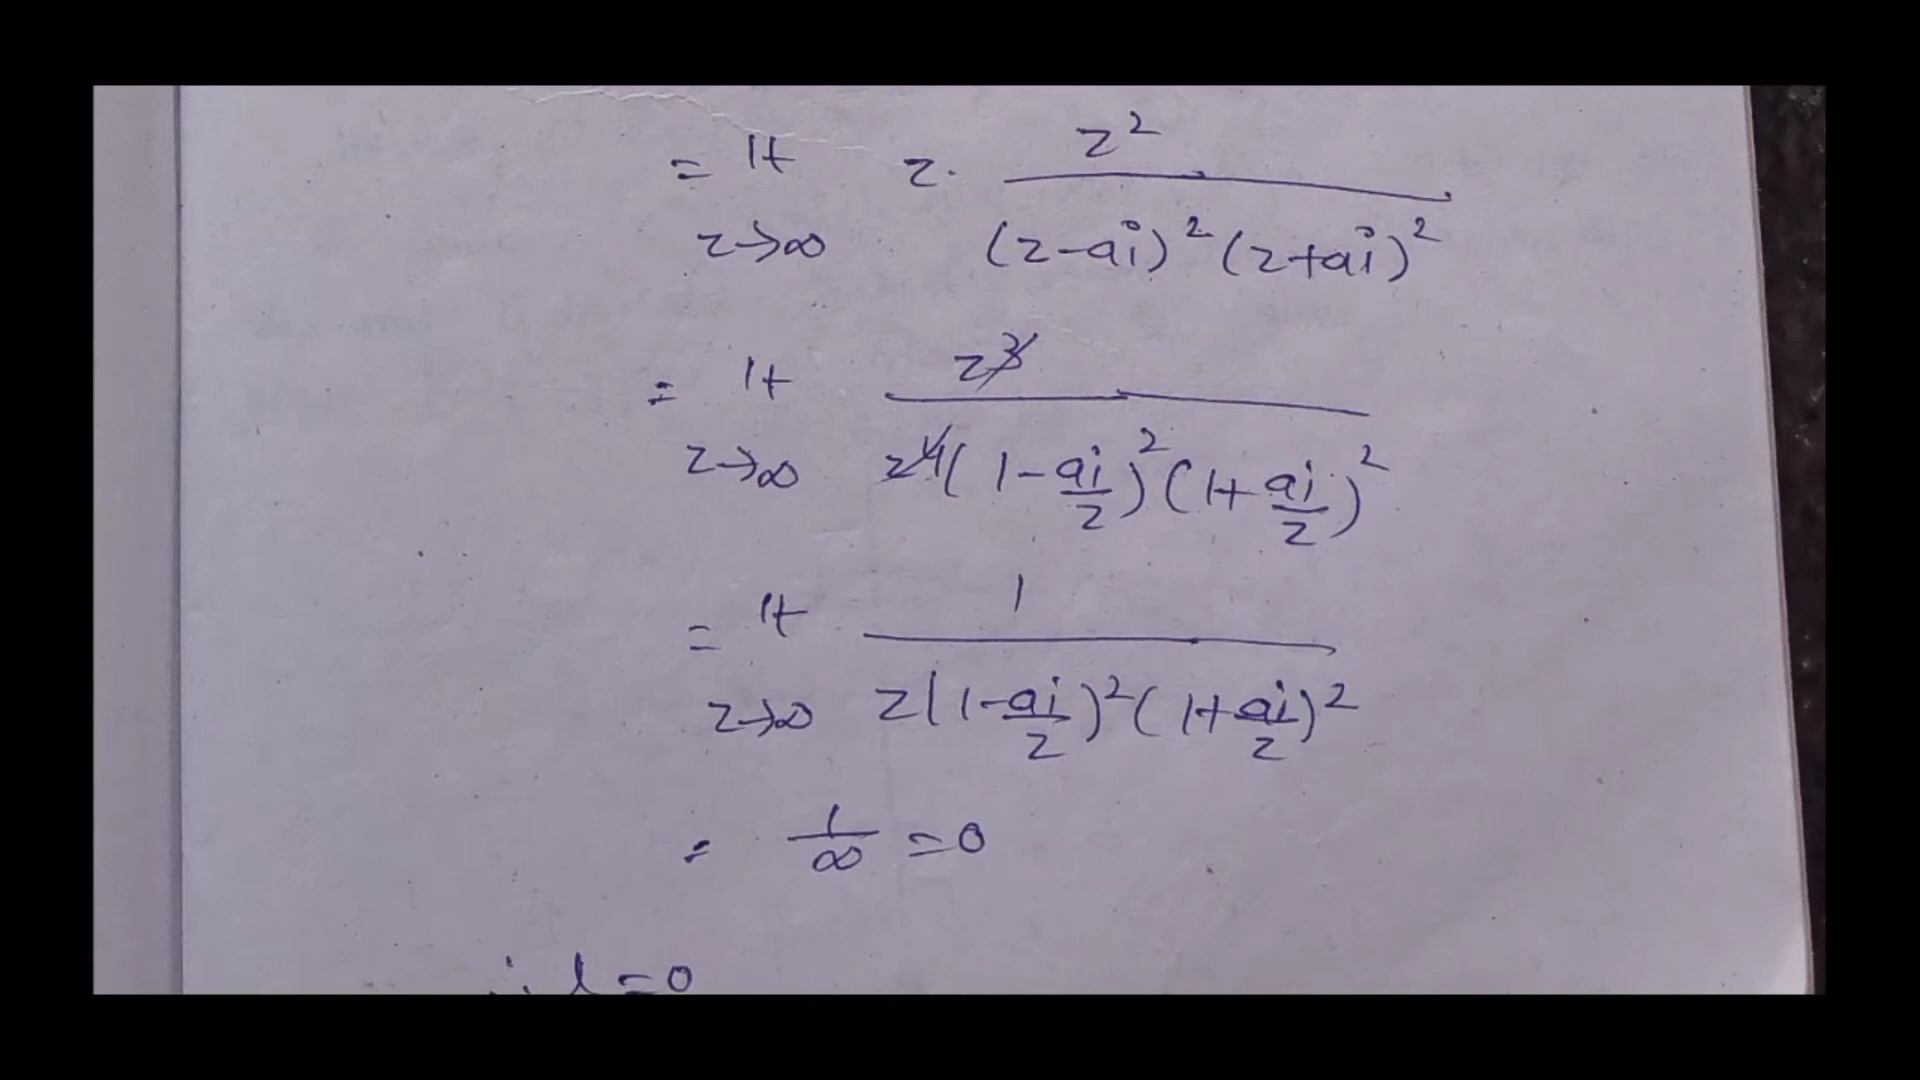 = lt z→∞ z. z² / (z-ai)² (z+ai)²
= lt z→∞ z³ / z⁴(1-ai/z)² (1+ai/z)²
= lt z→∞ 1 / z(1-ai/z)² (1+ai/z)²
= 1/∞ = 0
∴ l = 0